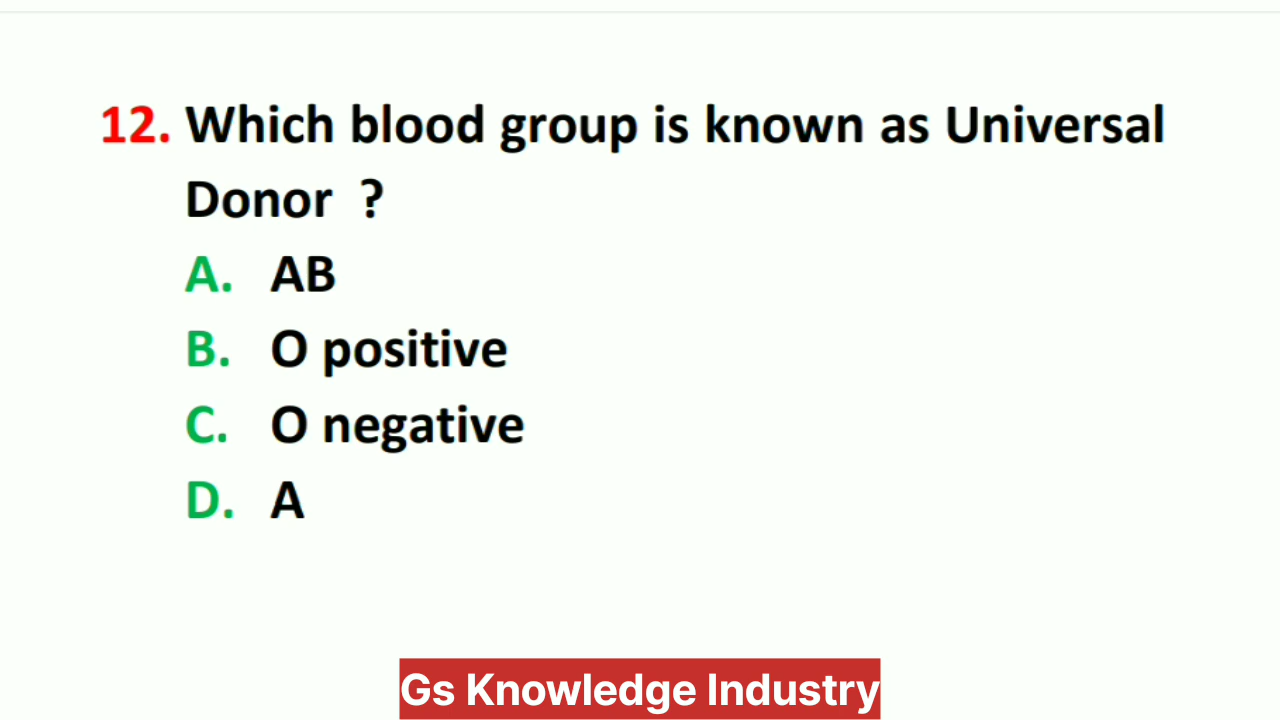 12. Which blood group is known as Universal
Donor ?
A. AB
B. O positive
C. O negative
D. A
Gs Knowledge Industry